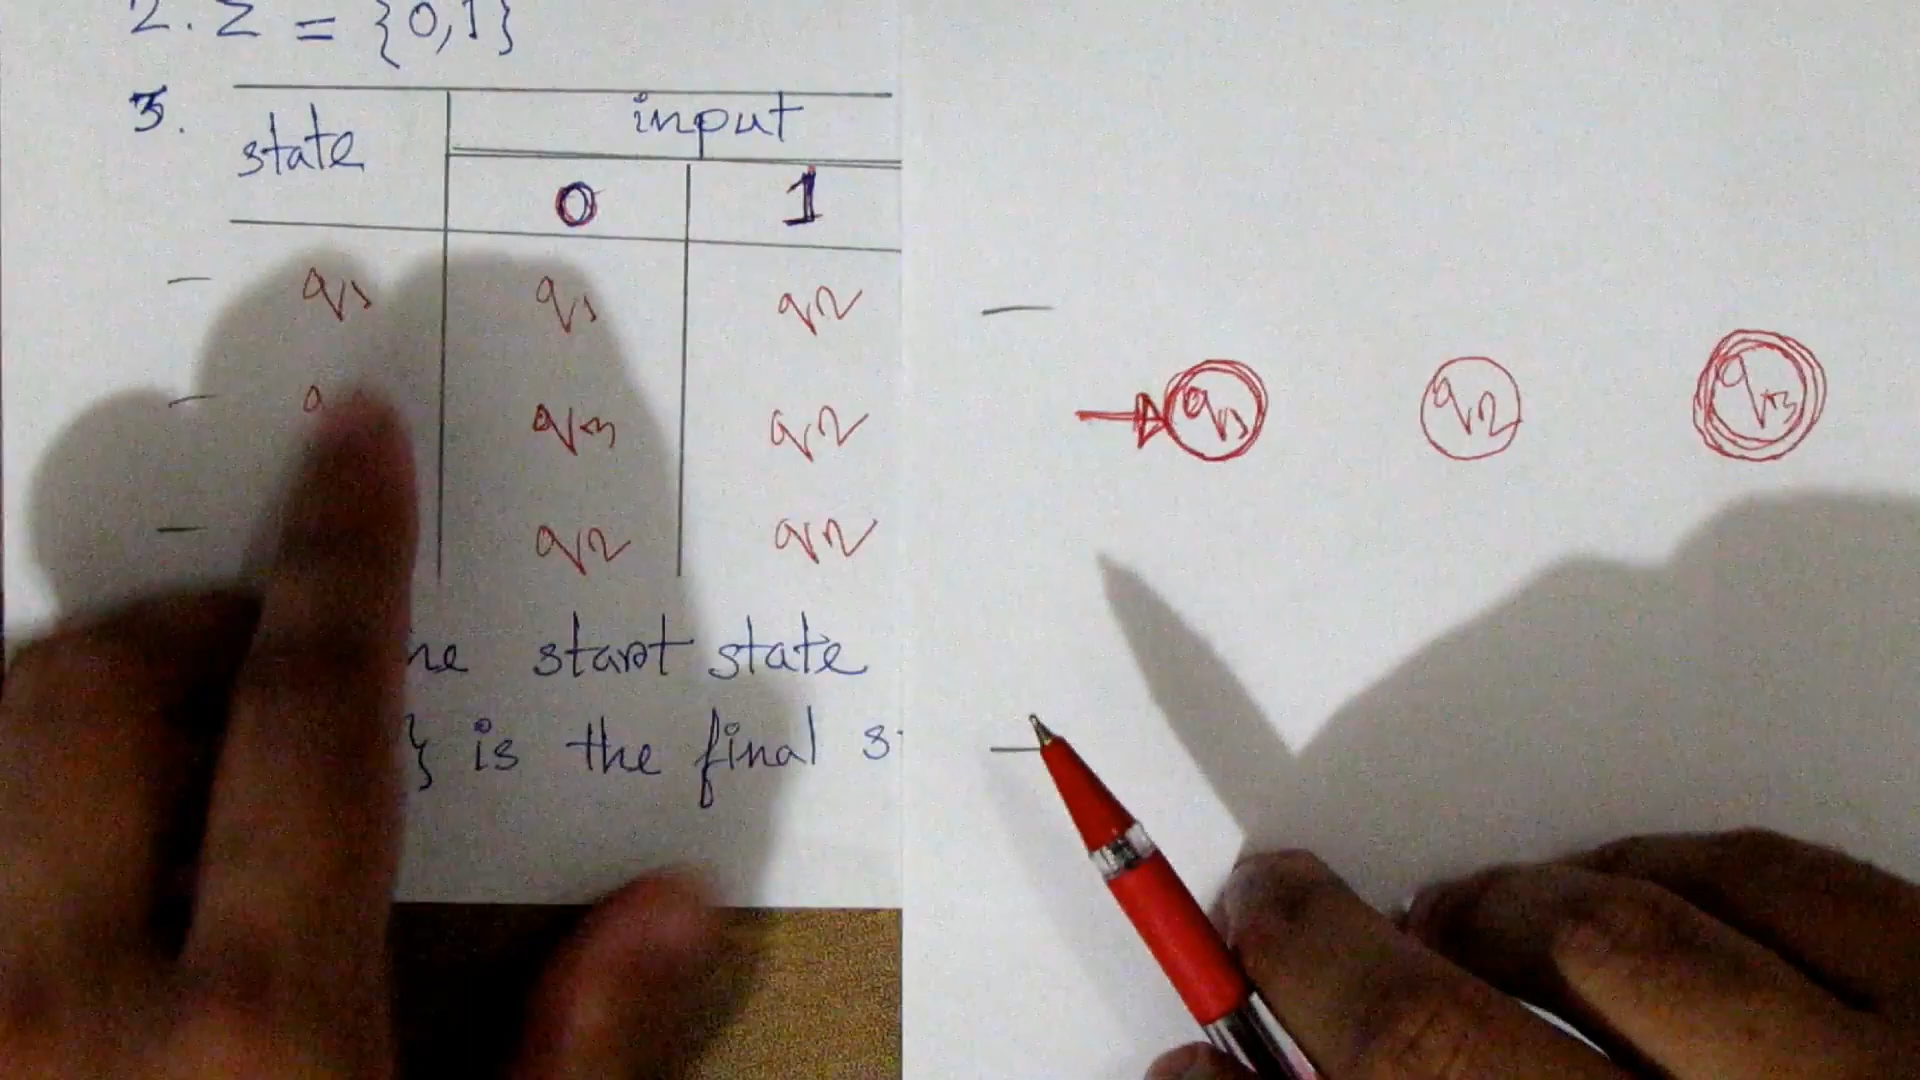 2. Σ = {0,1}
3.
state input
0 1
q1 q1 q2
q3 q2
q2 q2
start state
} is the final
q1 q2 q3